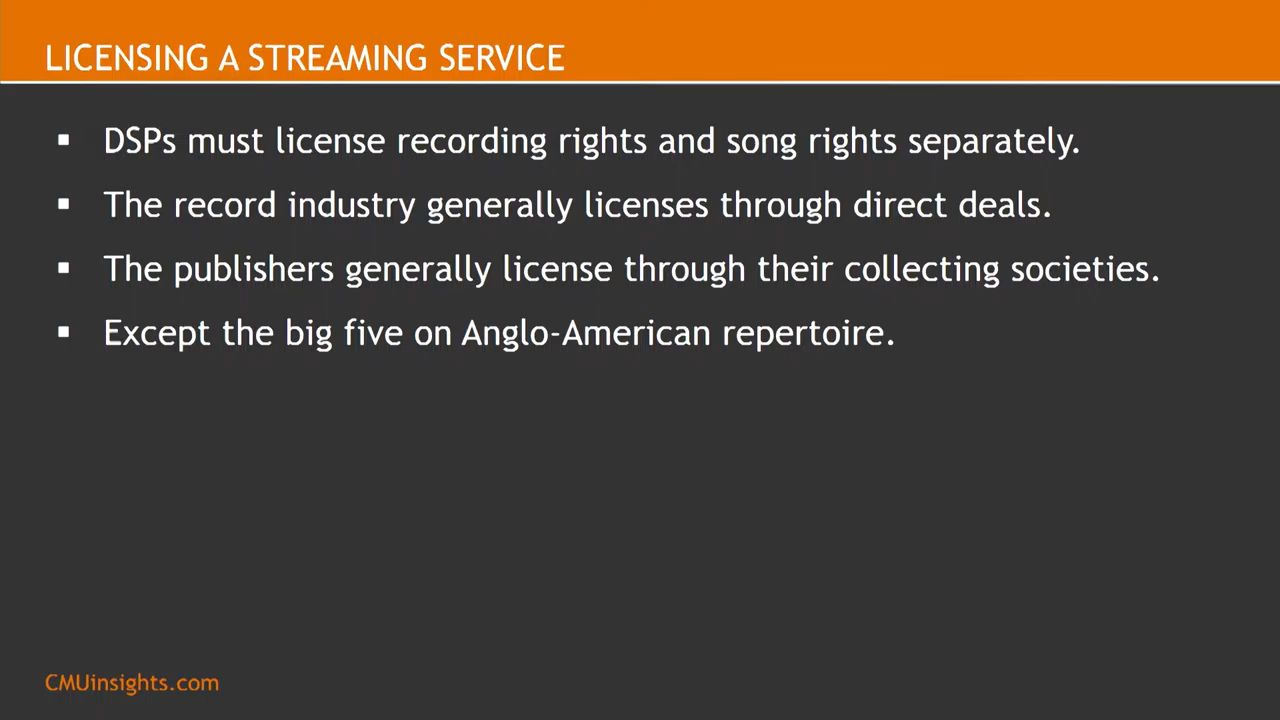 LICENSING A STREAMING SERVICE
▪ DSPs must license recording rights and song rights separately.
▪ The record industry generally licenses through direct deals.
▪ The publishers generally license through their collecting societies.
▪ Except the big five on Anglo-American repertoire.
CMUinsights.com